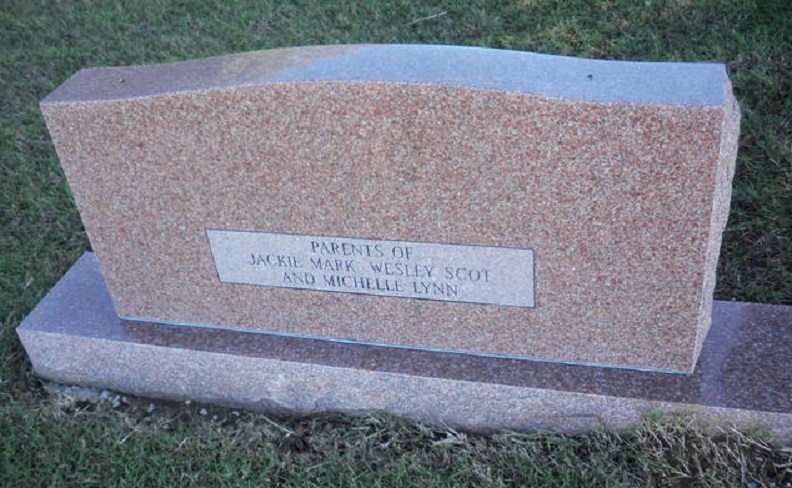 PARENTS OF
JACKIE MARK WESLEY SCOT
AND MICHELLE LYNN